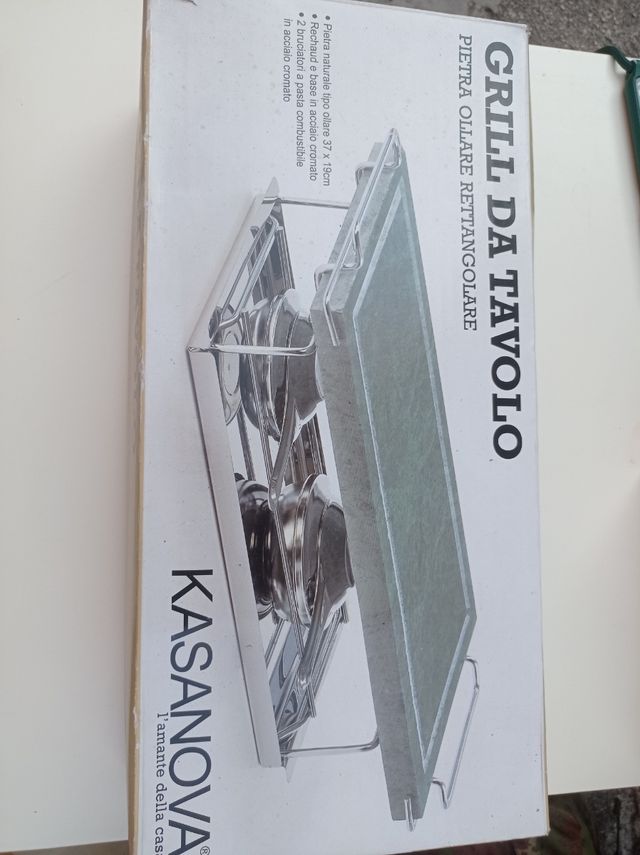 GRILL DA TAVOLO
PIETRA OLLARE RETTANGOLARE
• Pietra naturale tipo ollare 37 x 19cm
• Rechaud e base in acciaio cromato
• 2 bruciatori a pasta combustibile
in acciaio cromato
KASANOVA®
l'amante della casa